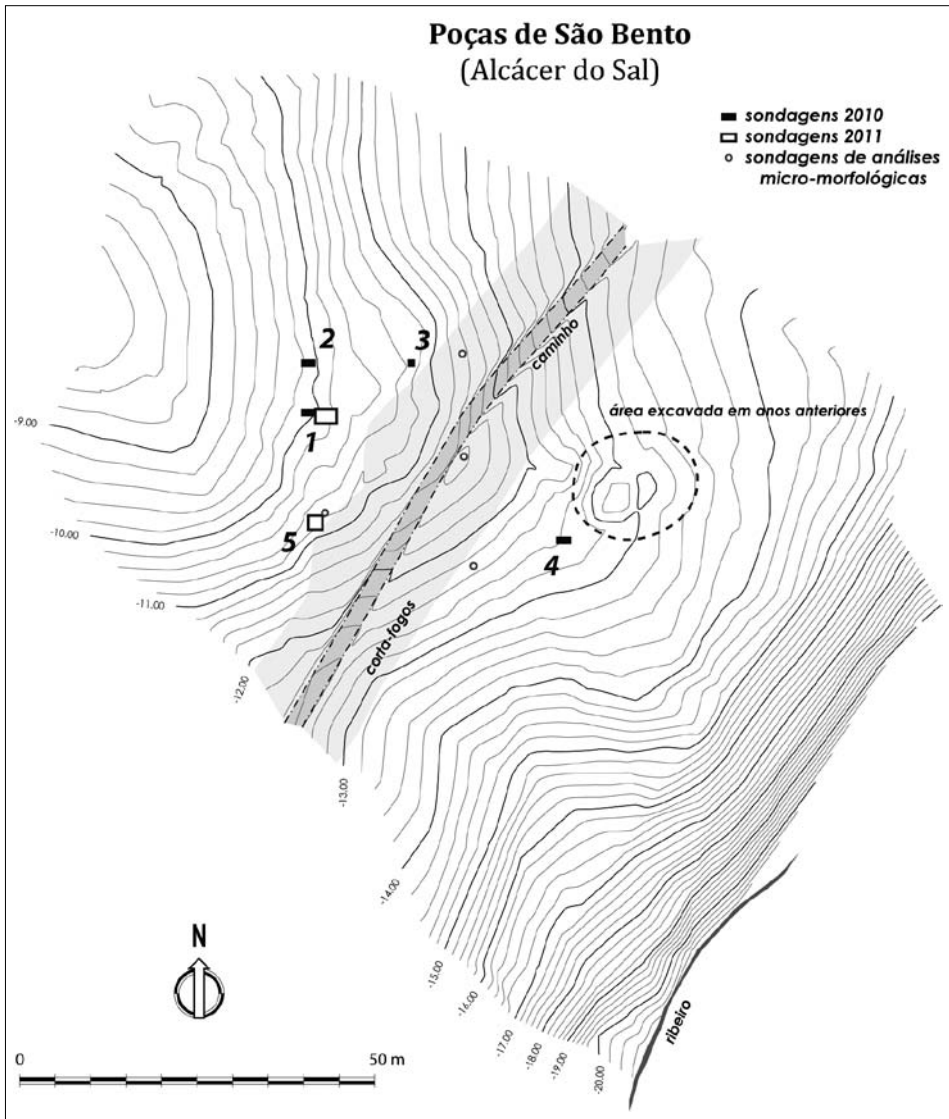 Poças de São Bento
(Alcácer do Sal)
sondagens 2010
sondagens 2011
sondagens de análises
micro-morfológicas
2
3
caminho
área excavada em anos anteriores
-9.00
1
-10.00
5
4
-11.00
corta-fogos
-12.00
-13.00
-14.00
N
-15.00
-16.00
-17.00
-18.00
-19.00
-20.00
ribeiro
0
50 m